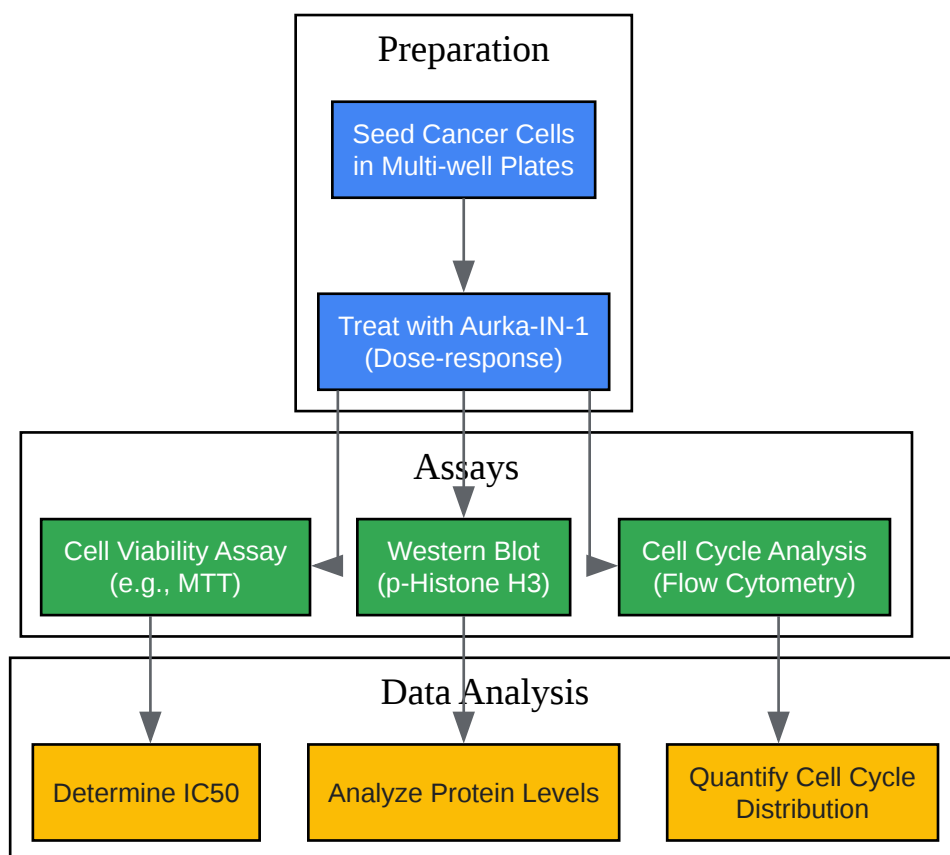 Preparation
Seed Cancer Cells
in Multi-well Plates
Treat with Aurka-IN-1
(Dose-response)
Assays
Cell Viability Assay
(e.g., MTT)
Western Blot
(p-Histone H3)
Cell Cycle Analysis
(Flow Cytometry)
Data Analysis
Determine IC50
Analyze Protein Levels
Quantify Cell Cycle
Distribution